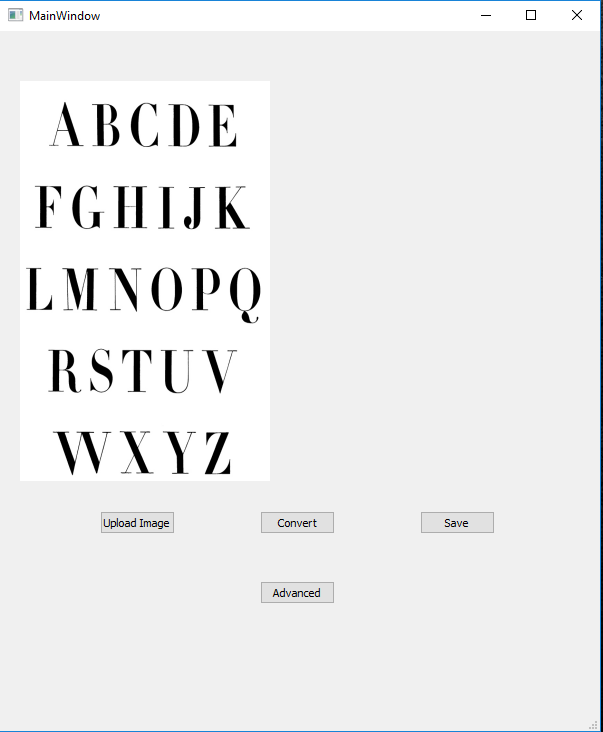 MainWindow
ABCDE
FGHIJK
LMNOPQ
RSTUV
WXYZ
Upload Image Convert Save
Advanced